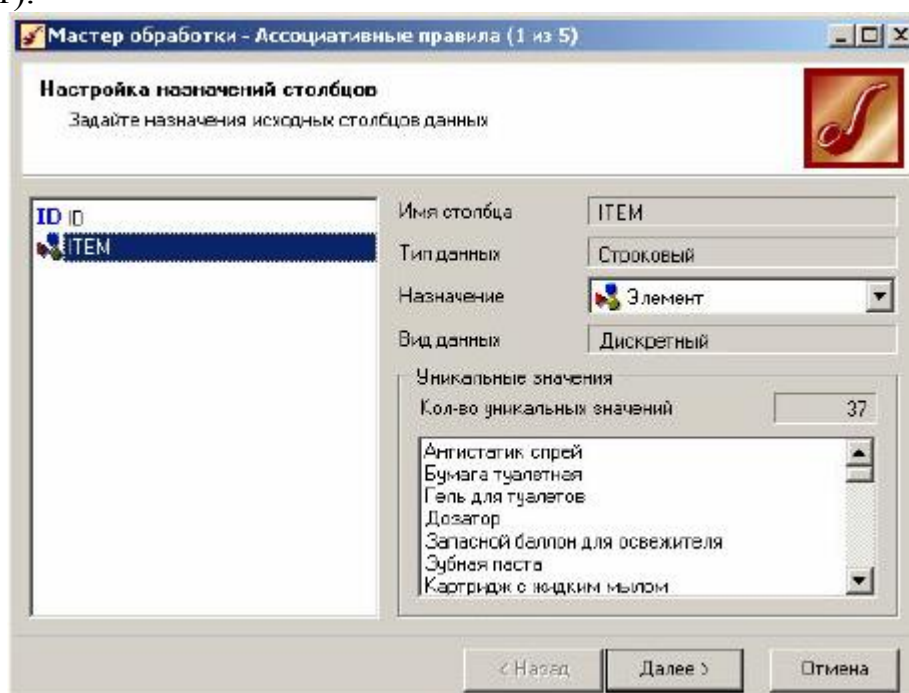 1).
Мастер обработки - Ассоциативные правила (1 из 5)
Настройка назначений столбцов
Задайте назначения исходных столбцов данных
ID ID
ITEM
Имя столбца ITEM
Тип данных Строковый
Назначение Элемент
Вид данных Дискретный
Уникальные значения
Кол-во уникальных значений 37
Антистатик спрей
Бумага туалетная
Гель для туалетов
Дозатор
Запасной баллон для освежителя
Зубная паста
Картридж с жидким мылом
< Назад Далее > Отмена